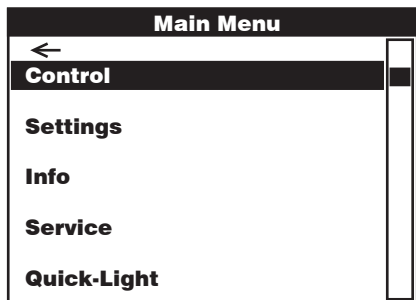 Main Menu
←
Control
Settings
Info
Service
Quick-Light